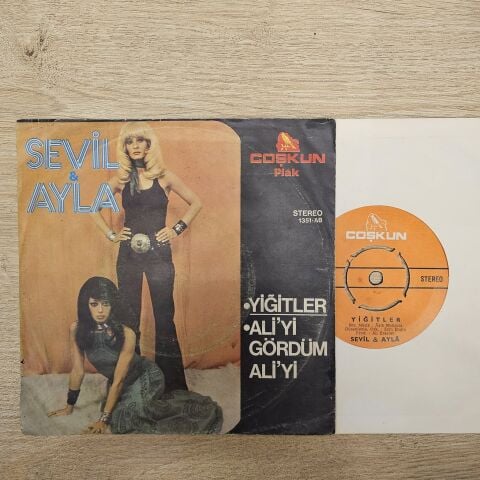 SEVİL
&
AYLA
COŞKUN
Plak
STEREO
1351-AB
•YİĞİTLER
•ALİ'Yİ
GÖRDÜM
ALİ'Yİ
COŞKUN
STEREO
YİĞİTLER
SEVİL & AYLA